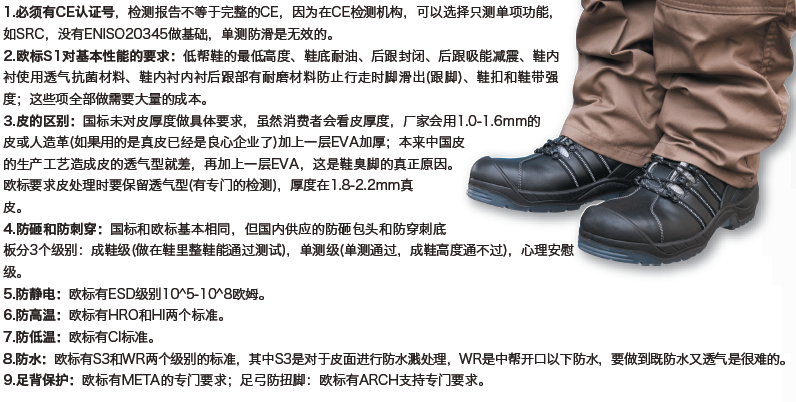 1.必须有CE认证号，检测报告不等于完整的CE，因为在CE检测机构，可以选择只测单项功能，
如SRC，没有ENISO20345做基础，单测防滑是无效的。
2.欧标S1对基本性能的要求：低帮鞋的最低高度、鞋底耐油、后跟封闭、后跟吸能减震、鞋内
衬使用透气抗菌材料、鞋内衬内衬后跟部有耐磨材料防止行走时脚滑出(跟脚)、鞋扣和鞋带强
度；这些项全部做需要大量的成本。
3.皮的区别：国标未对皮厚度做具体要求，虽然消费者会看皮厚度，厂家会用1.0-1.6mm的
皮或人造革(如果用的是真皮已经是良心企业了)加上一层EVA加厚；本来中国皮
的生产工艺造成皮的透气型就差，再加上一层EVA，这是鞋臭脚的真正原因。
欧标要求皮处理时要保留透气型(有专门的检测)，厚度在1.8-2.2mm真
皮。
4.防砸和防刺穿：国标和欧标基本相同，但国内供应的防砸包头和防穿刺底
板分3个级别：成鞋级(做在鞋里整鞋能通过测试)，单测级(单测通过，成鞋高度通不过)，心理安慰
级。
5.防静电：欧标有ESD级别10^5-10^8欧姆。
6.防高温：欧标有HRO和HI两个标准。
7.防低温：欧标有CI标准。
8.防水：欧标有S3和WR两个级别的标准，其中S3是对于皮面进行防水溅处理，WR是中帮开口以下防水，要做到既防水又透气是很难的。
9.足背保护：欧标有META的专门要求；足弓防扭脚：欧标有ARCH支持专门要求。